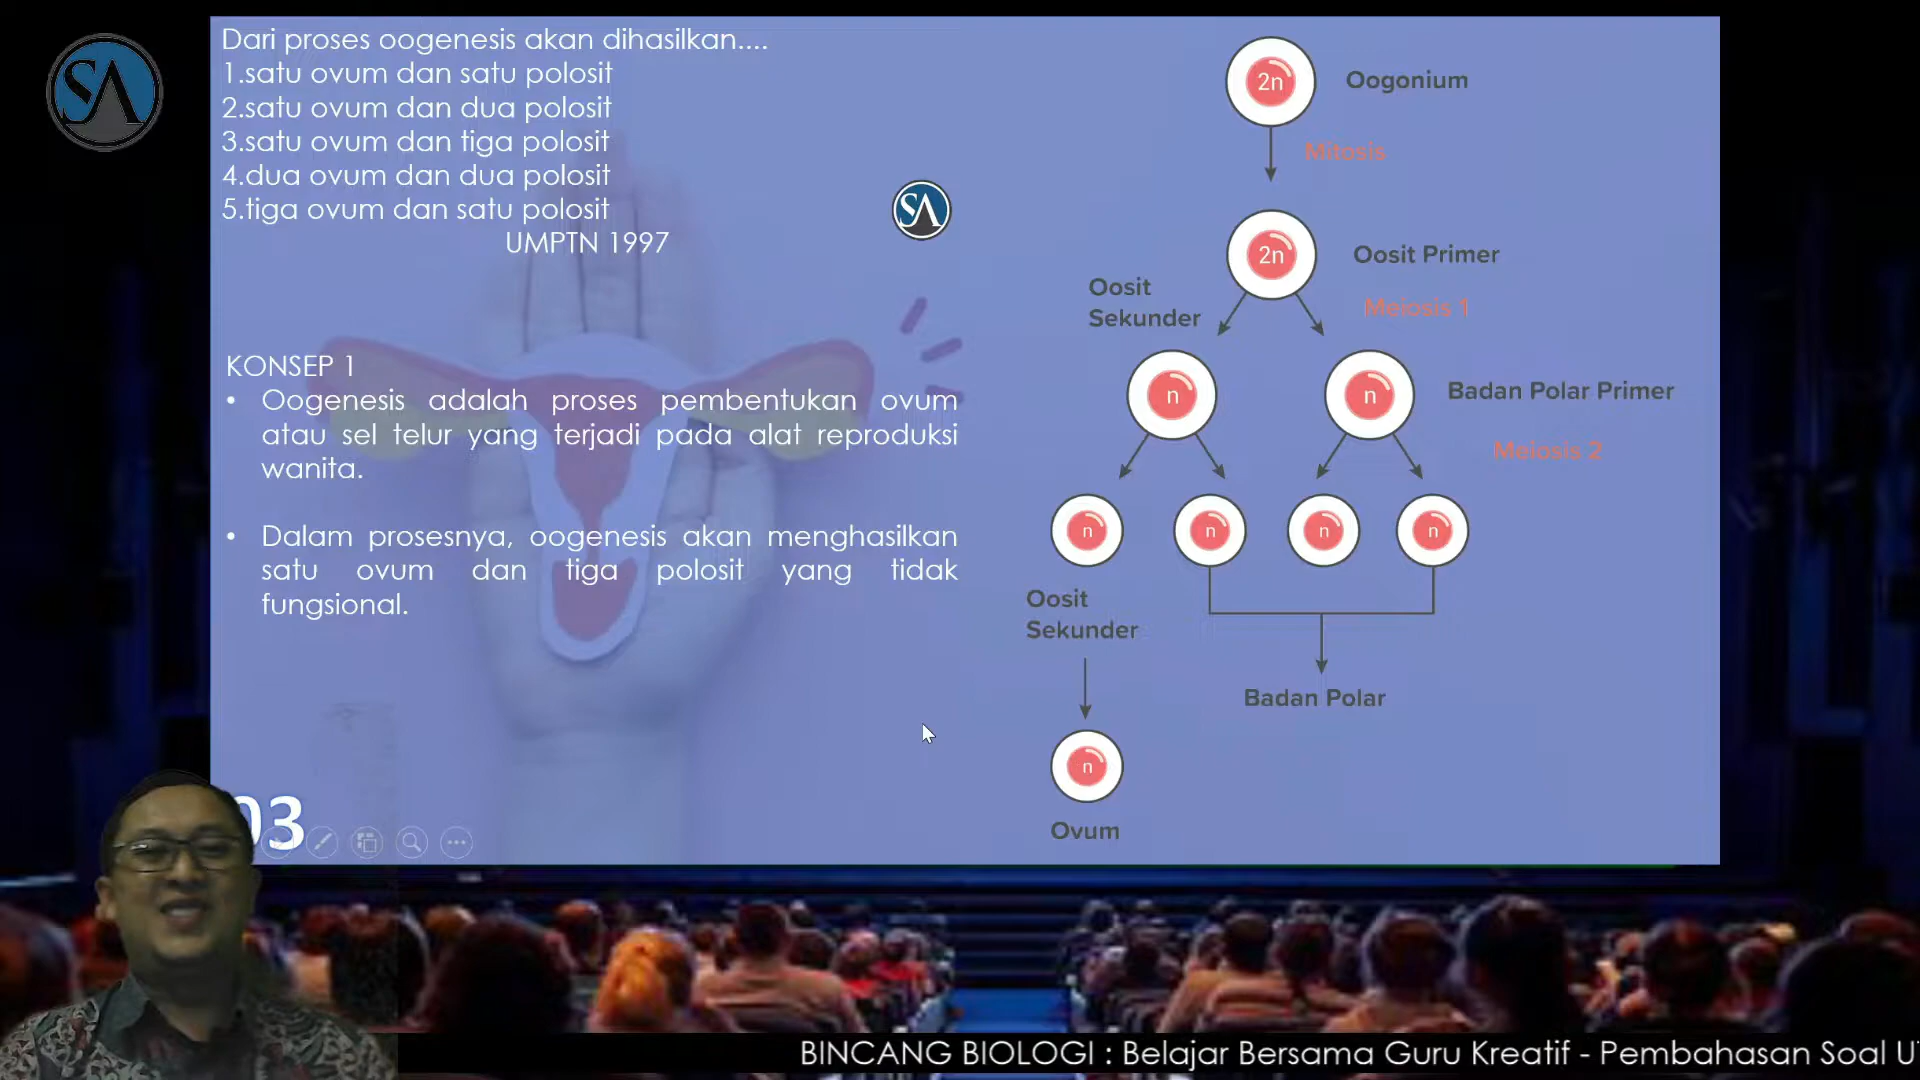 SA
Dari proses oogenesis akan dihasilkan....
1.satu ovum dan satu polosit
2.satu ovum dan dua polosit
3.satu ovum dan tiga polosit
4.dua ovum dan dua polosit
5.tiga ovum dan satu polosit
UMPTN 1997
SA
KONSEP 1
• Oogenesis adalah proses pembentukan ovum
atau sel telur yang terjadi pada alat reproduksi
wanita.
• Dalam prosesnya, oogenesis akan menghasilkan
satu ovum dan tiga polosit yang tidak
fungsional.
2n
Oogonium
Mitosis
2n
Oosit Primer
Oosit
Sekunder
Meiosis 1
n
n
Badan Polar Primer
Meiosis 2
n
n
n
n
Oosit
Sekunder
Badan Polar
n
Ovum
03
BINCANG BIOLOGI : Belajar Bersama Guru Kreatif - Pembahasan Soal